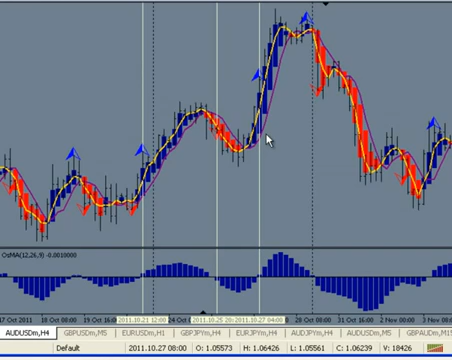 OsMA(12,26,9) -0.0010000
17 Oct 2011 18 Oct 08:00 19 Oct 16:00 2011.10.21 12:00 24 Oct 2011.10.25 20: 2011.10.27 04:00 28 Oct 08:00 31 Oct 16:00 2 Nov 00:00 3 Nov 08:00
AUDUSDm,H4 GBPUSDm,M5 EURUSDm,H1 GBPJPYm,H4 EURJPYm,H4 AUDJPYm,H4 AUDUSDm,M5 GBPAUDm,M15
Default 2011.10.27 08:00 O: 1.05573 H: 1.06426 L: 1.05561 C: 1.06239 V: 18426